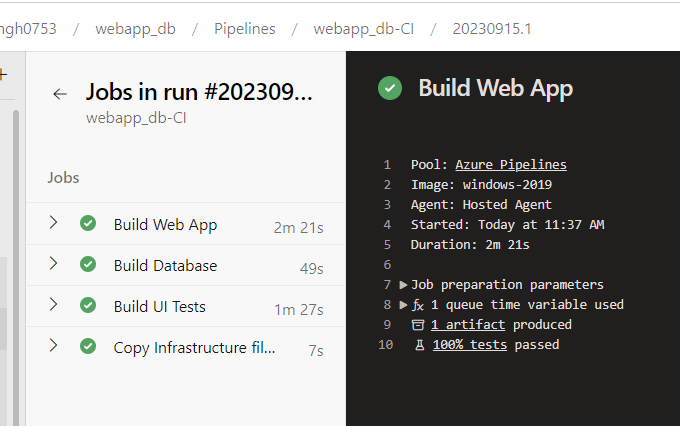 ngh0753 / webapp_db / Pipelines / webapp_db-CI / 20230915.1
← Jobs in run #202309...
webapp_db-CI
Jobs
Build Web App 2m 21s
Build Database 49s
Build UI Tests 1m 27s
Copy Infrastructure fil... 7s
Build Web App
1 Pool: Azure Pipelines
2 Image: windows-2019
3 Agent: Hosted Agent
4 Started: Today at 11:37 AM
5 Duration: 2m 21s
6
7 Job preparation parameters
8 fx 1 queue time variable used
9 1 artifact produced
10 100% tests passed